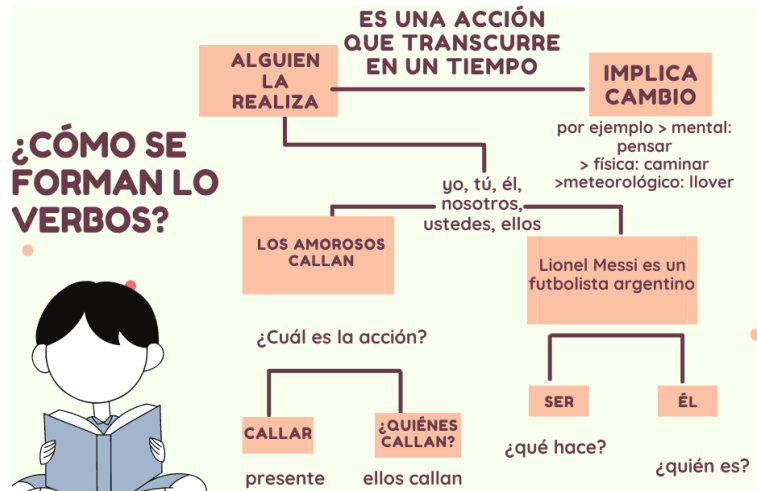 ES UNA ACCIÓN
QUE TRANSCURRE
EN UN TIEMPO
ALGUIEN
LA
REALIZA
IMPLICA
CAMBIO
por ejemplo > mental:
pensar
> física: caminar
>meteorológico: llover
¿CÓMO SE
FORMAN LO
VERBOS?
yo, tú, él,
nosotros,
ustedes, ellos
LOS AMOROSOS
CALLAN
Lionel Messi es un
futbolista argentino
¿Cuál es la acción?
CALLAR
¿QUIÉNES
CALLAN?
presente
ellos callan
SER
ÉL
¿qué hace?
¿quién es?